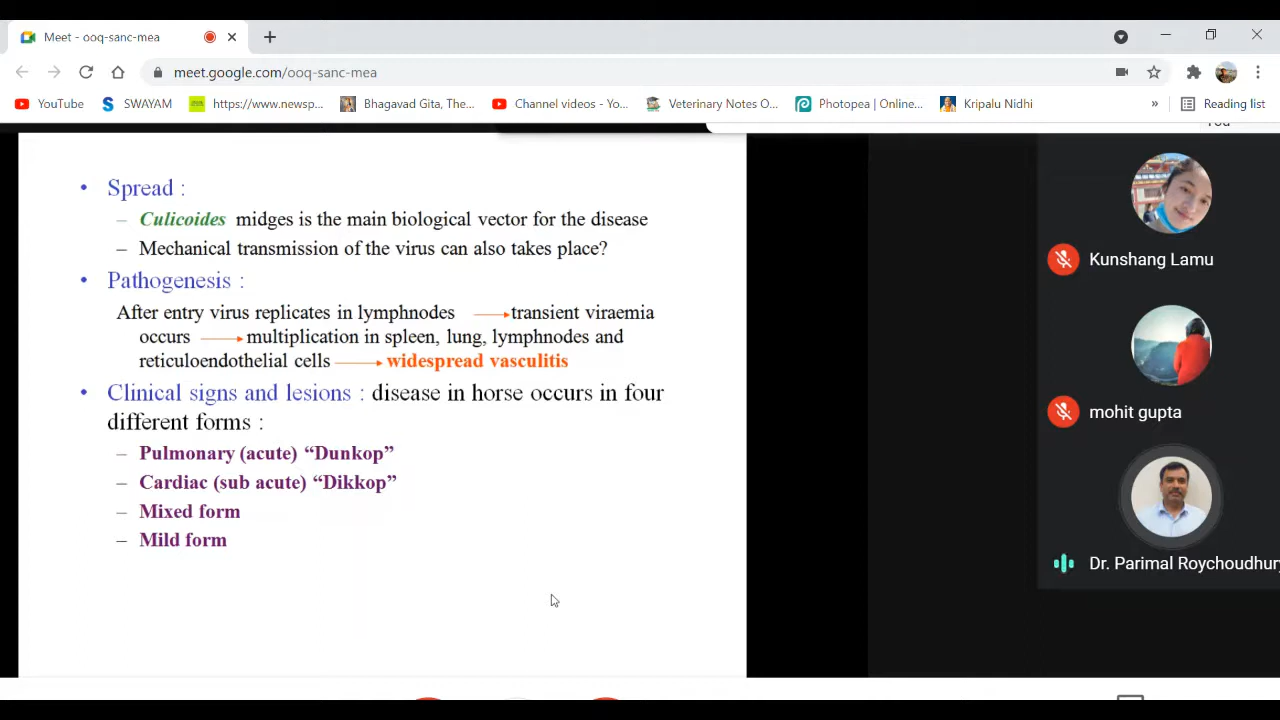 Meet - ooq-sanc-mea
meet.google.com/ooq-sanc-mea
YouTube
SWAYAM
https://www.newsp...
Bhagavad Gita, The...
Channel videos - Yo...
Veterinary Notes O...
Photopea | Online...
Kripalu Nidhi
»
Reading list
You
• Spread :
– Culicoides midges is the main biological vector for the disease
– Mechanical transmission of the virus can also takes place?
• Pathogenesis :
After entry virus replicates in lymphnodes → transient viraemia
occurs → multiplication in spleen, lung, lymphnodes and
reticuloendothelial cells → widespread vasculitis
• Clinical signs and lesions : disease in horse occurs in four
different forms :
– Pulmonary (acute) “Dunkop”
– Cardiac (sub acute) “Dikkop”
– Mixed form
– Mild form
Kunshang Lamu
mohit gupta
Dr. Parimal Roychoudhury